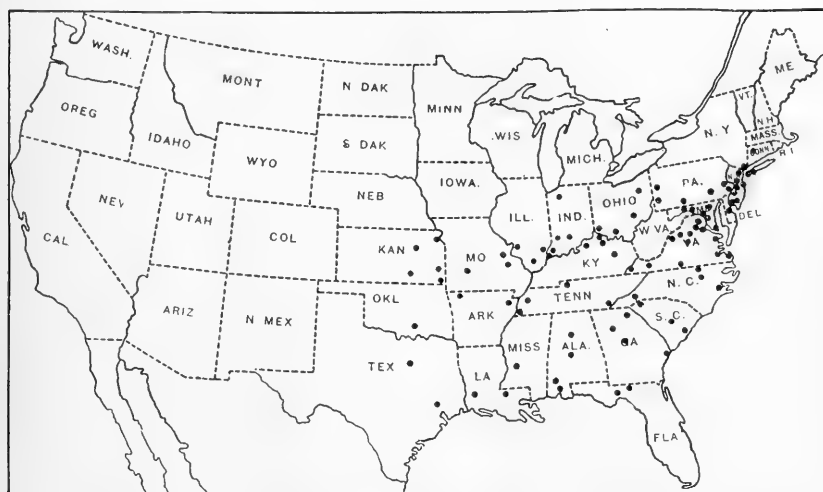 WASH.
MONT
N DAK
MINN
ME
OREG
IDAHO
S DAK
WIS
MICH.
N.Y
VT.
N H
MASS
CONN
R I
WYO
NEB
IOWA.
NEV
UTAH
COL
KAN
MO
ILL.
IND.
OHIO
PA.
N.
DEL
W VA.
VA
KY
CAL
ARIZ
N MEX
OKL
ARK
TENN
N. C.
S. C.
TEX
LA
MISS
ALA.
GA
FLA